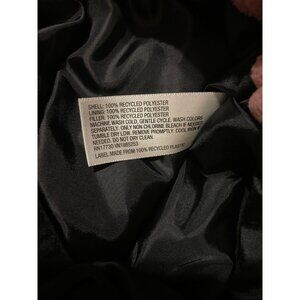 SHELL: 100% RECYCLED POLYESTER
LINING: 100% RECYCLED POLYESTER
FILLER: 100% RECYCLED POLYESTER
MACHINE WASH COLD, GENTLE CYCLE. WASH COLORS
SEPARATELY. ONLY NON CHLORINE BLEACH IF NEEDED.
TUMBLE DRY LOW. REMOVE PROMPTLY. COOL IRON IF
NEEDED. DO NOT DRY CLEAN.
RN17730 VN1885253
LABEL MADE FROM 100% RECYCLED PLASTIC